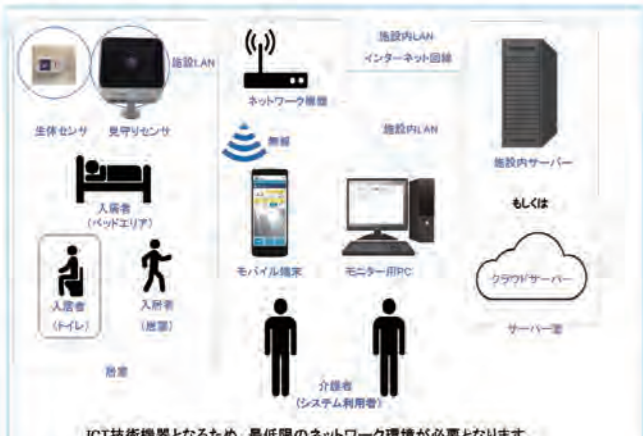 施設LAN
施設内LAN
インターネット回線
生体センサ
見守りセンサ
ネットワーク機器
無線
施設内LAN
施設内サーバー
入居者
(ベッドエリア)
もしくは
モバイル端末
モニター用PC
クラウドサーバー
入居者
(トイレ)
入居者
(居室)
サーバー室
居室
介護者
(システム利用者)
ICT技術機器となるため、最低限のネットワーク環境が必要となります